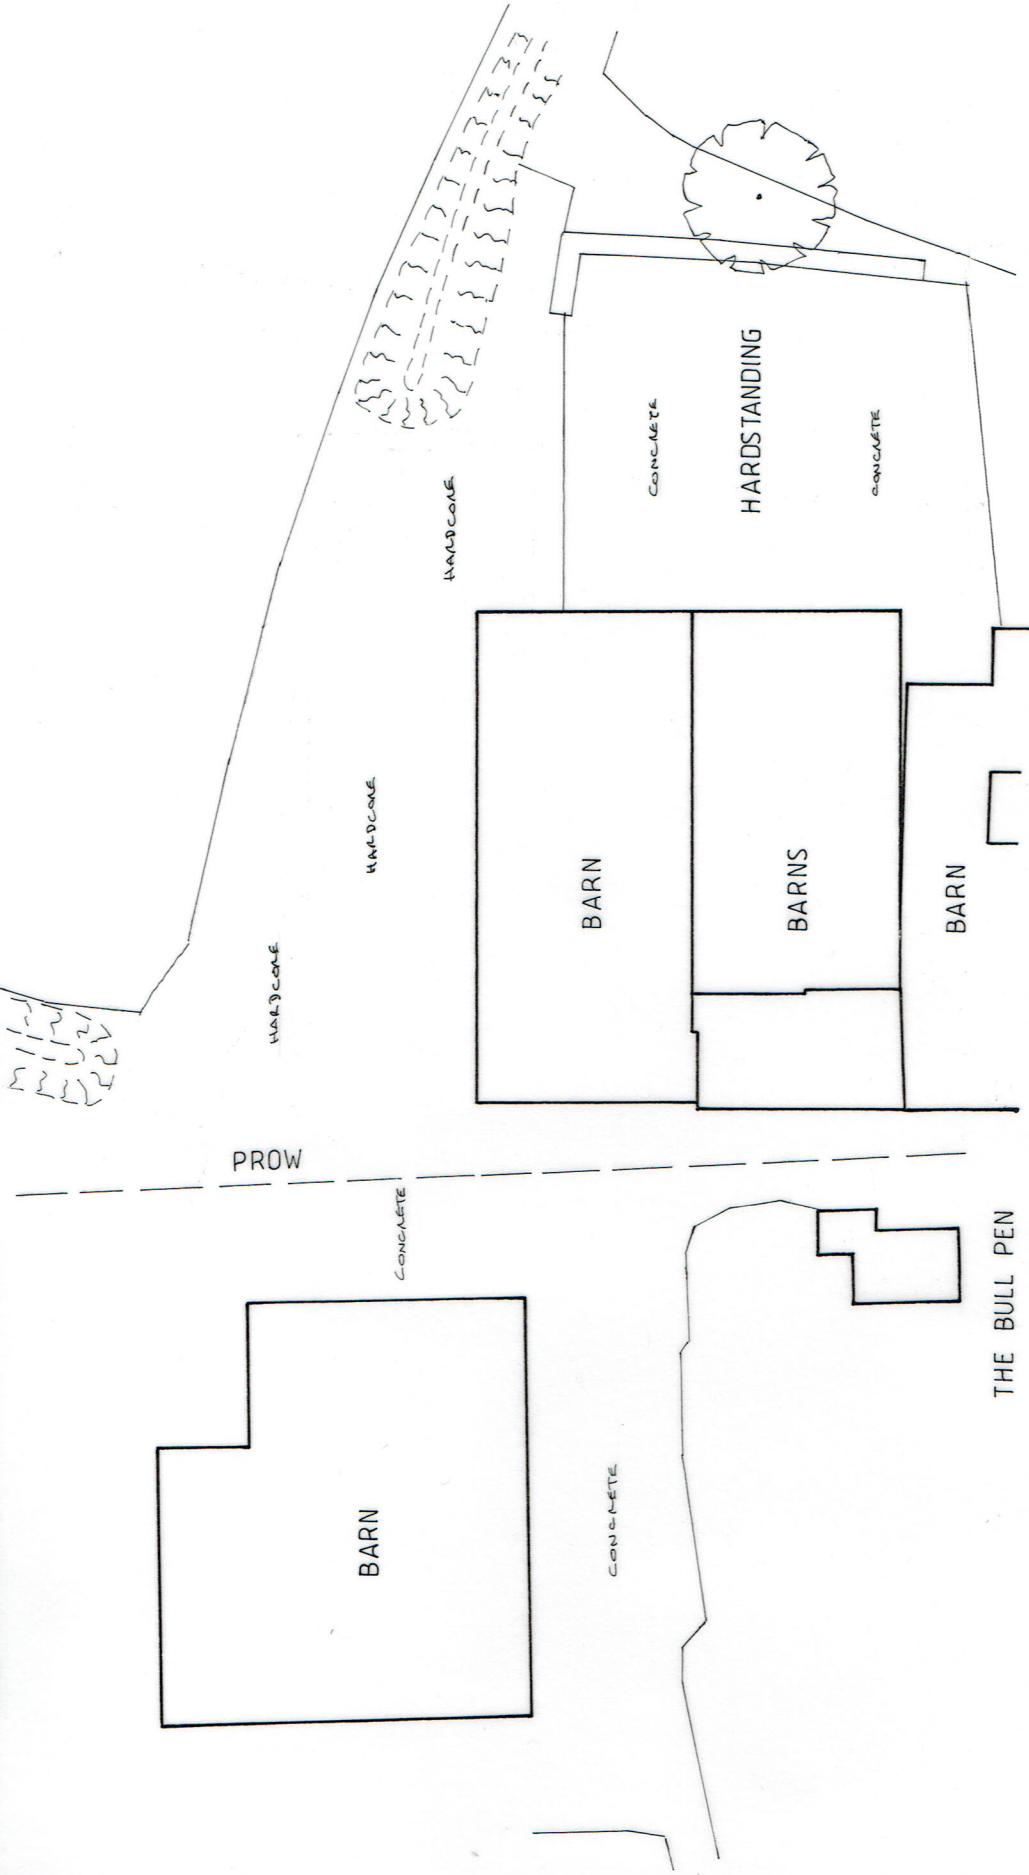 HARDCORE
HARDCORE
HARDCORE
CONCRETE
HARDSTANDING
CONCRETE
BARN
BARNS
BARN
PROW
CONCRETE
BARN
CONCRETE
THE BULL PEN